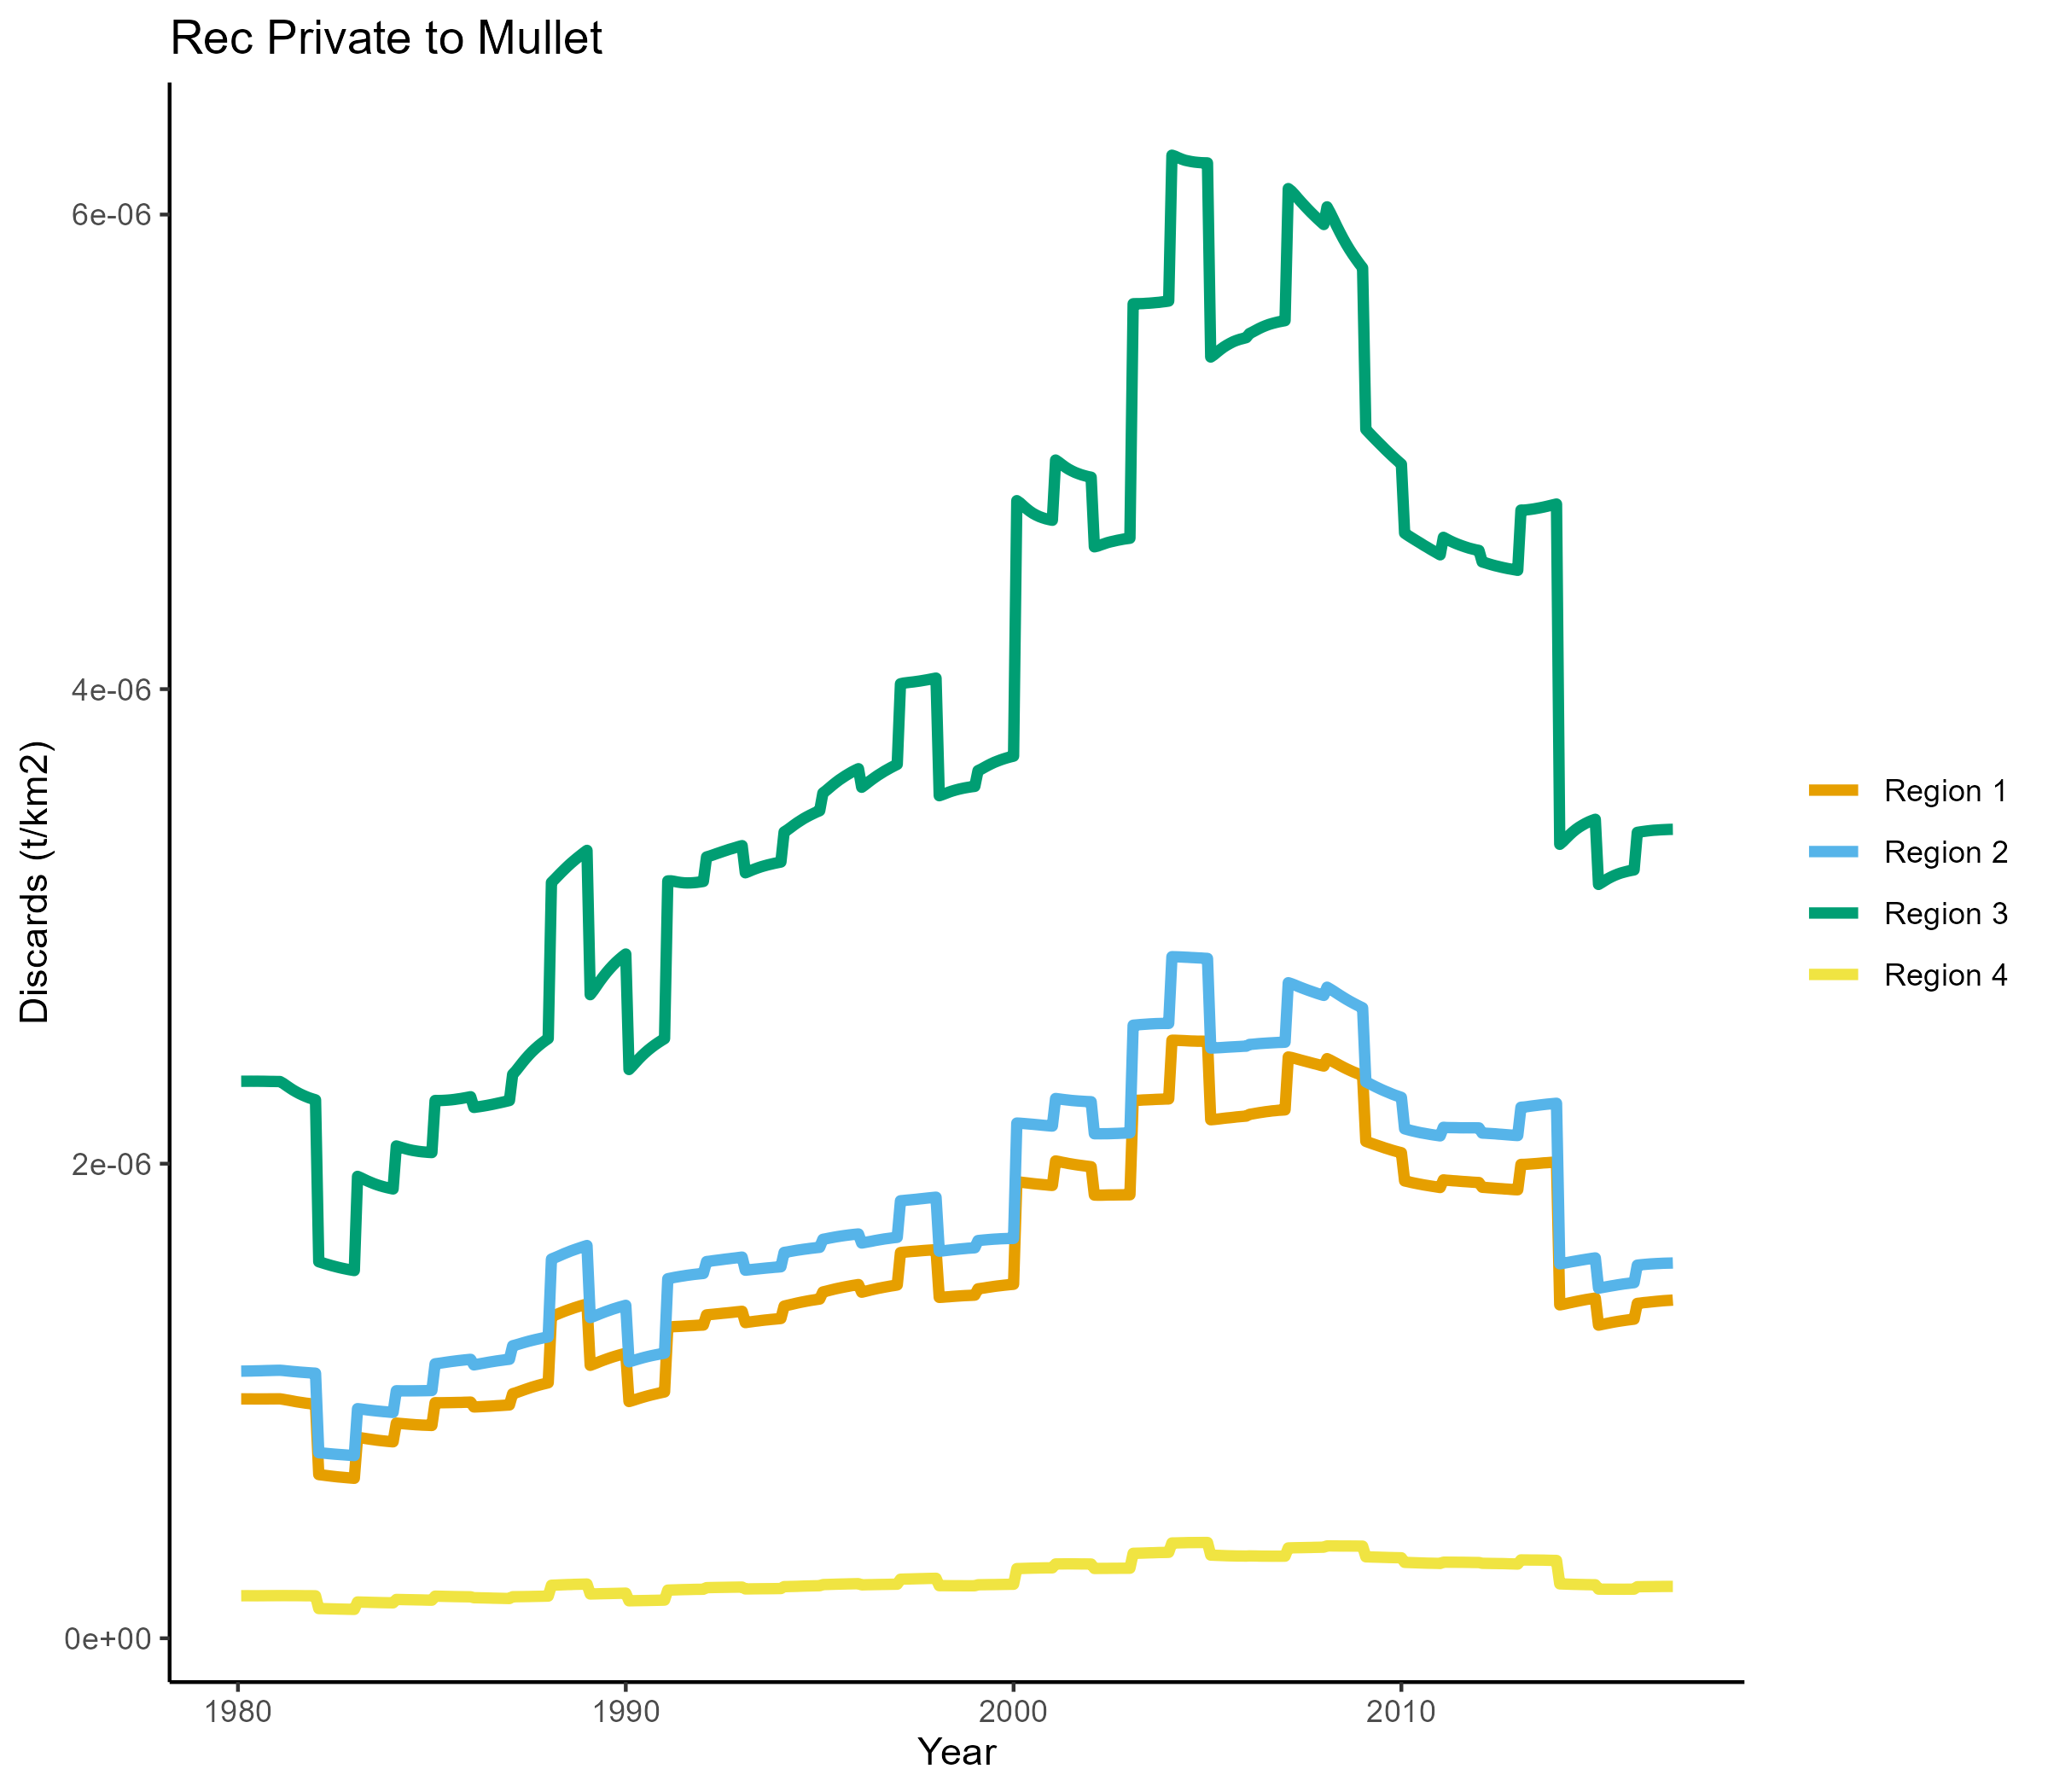 Rec Private to Mullet
Discards (t/km2)
6e-06
4e-06
2e-06
0e+00
1980
1990
2000
2010
Year
Region 1
Region 2
Region 3
Region 4